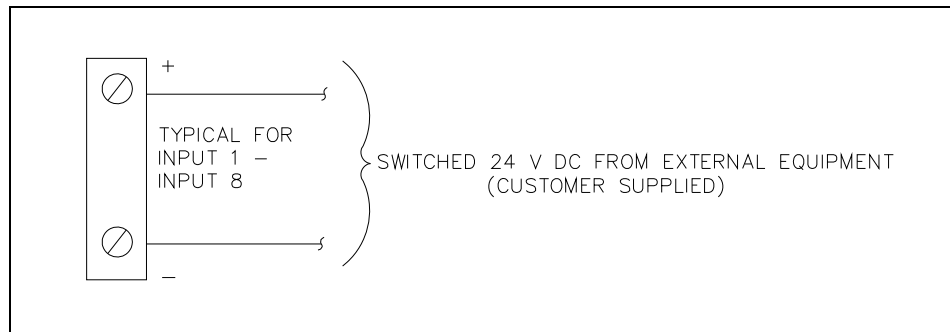 +
TYPICAL FOR
INPUT 1 –
INPUT 8
SWITCHED 24 V DC FROM EXTERNAL EQUIPMENT
(CUSTOMER SUPPLIED)
–